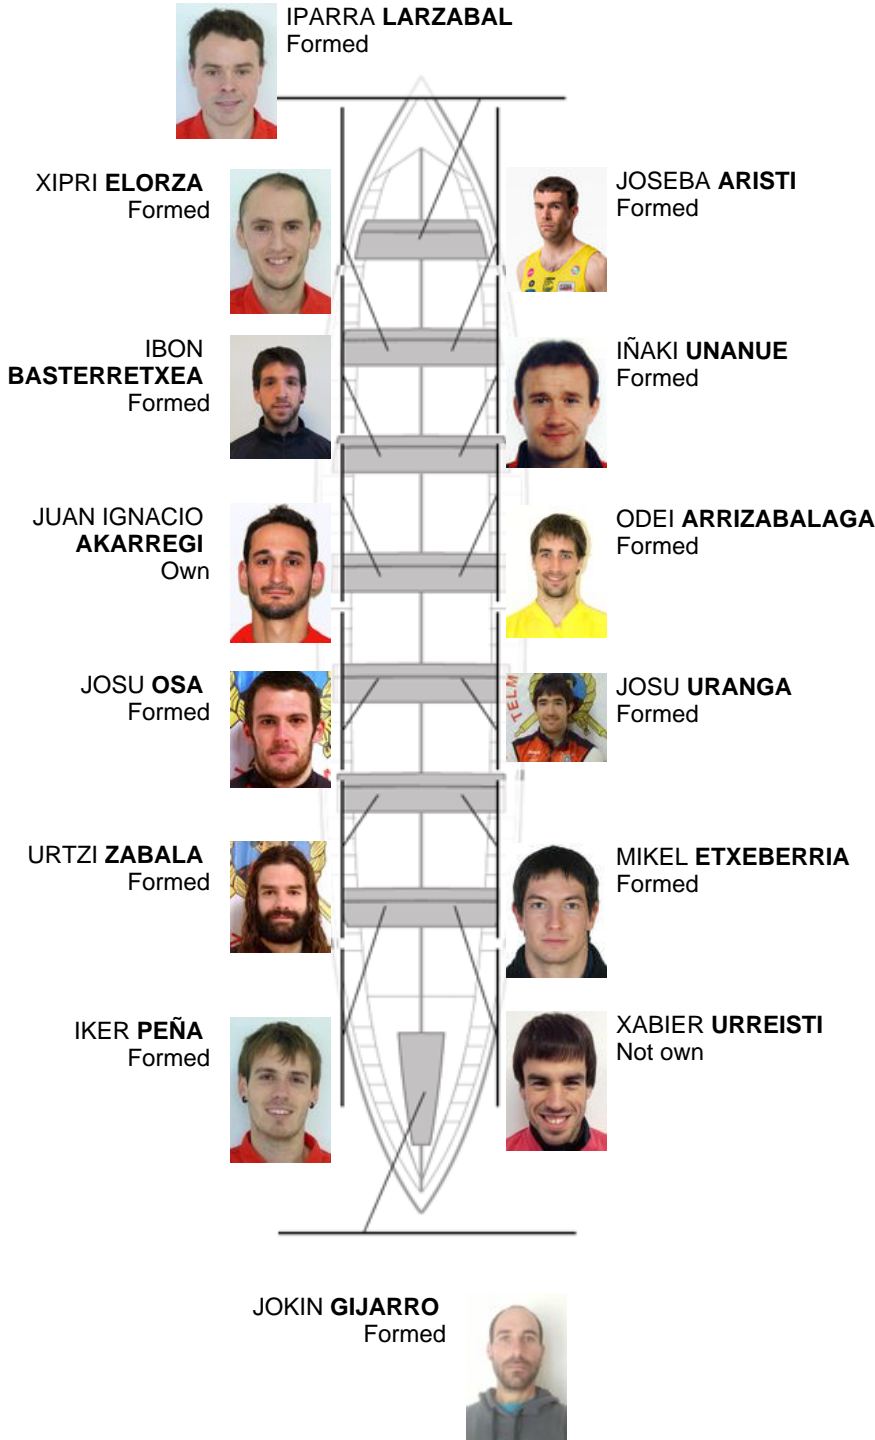 IPARRA LARZABAL
Formed
XIPRI ELORZA
Formed
JOSEBA ARISTI
Formed
IBON
BASTERRETXEA
Formed
IÑAKI UNANUE
Formed
JUAN IGNACIO
AKARREGI
Own
ODEI ARRIZABALAGA
Formed
JOSU OSA
Formed
JOSU URANGA
Formed
TELM
URTZI ZABALA
Formed
MIKEL ETXEBERRIA
Formed
IKER PEÑA
Formed
XABIER URREISTI
Not own
JOKIN GIJARRO
Formed